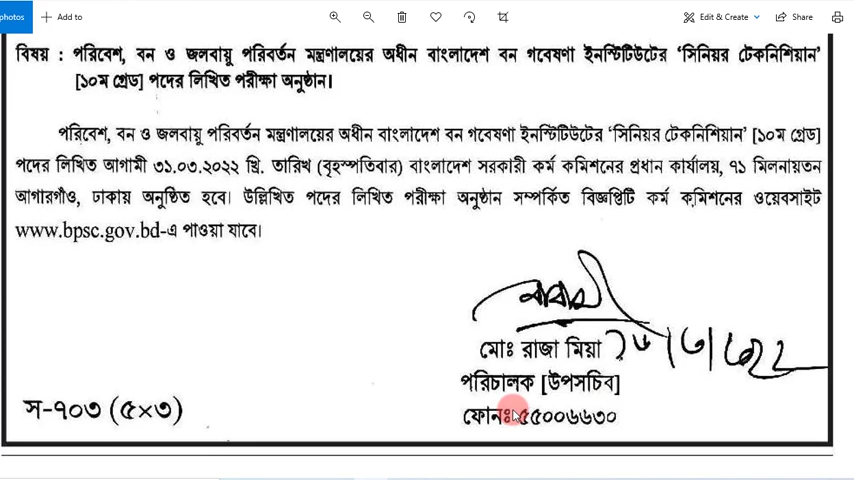 photos
Add to
Edit & Create
Share
বিষয় : পরিবেশ, বন ও জলবায়ু পরিবর্তন মন্ত্রণালয়ের অধীন বাংলাদেশ বন গবেষণা ইনস্টিটিউটের ‘সিনিয়র টেকনিশিয়ান’
[১০ম গ্রেড] পদের লিখিত পরীক্ষা অনুষ্ঠান।
পরিবেশ, বন ও জলবায়ু পরিবর্তন মন্ত্রণালয়ের অধীন বাংলাদেশ বন গবেষণা ইনস্টিটিউটের ‘সিনিয়র টেকনিশিয়ান’ [১০ম গ্রেড]
পদের লিখিত আগামী ৩১.০৩.২০২২ খ্রি. তারিখ (বৃহস্পতিবার) বাংলাদেশ সরকারী কর্ম কমিশনের প্রধান কার্যালয়, ৭১ মিলনায়তন
আগারগাঁও, ঢাকায় অনুষ্ঠিত হবে। উল্লিখিত পদের লিখিত পরীক্ষা অনুষ্ঠান সম্পর্কিত বিজ্ঞপ্তিটি কর্ম কমিশনের ওয়েবসাইট
www.bpsc.gov.bd-এ পাওয়া যাবে।
মোঃ রাজা মিয়া
পরিচালক [উপসচিব]
ফোনঃ ৫৫০০৬৬৩০
স-৭০৩ (৫×৩)